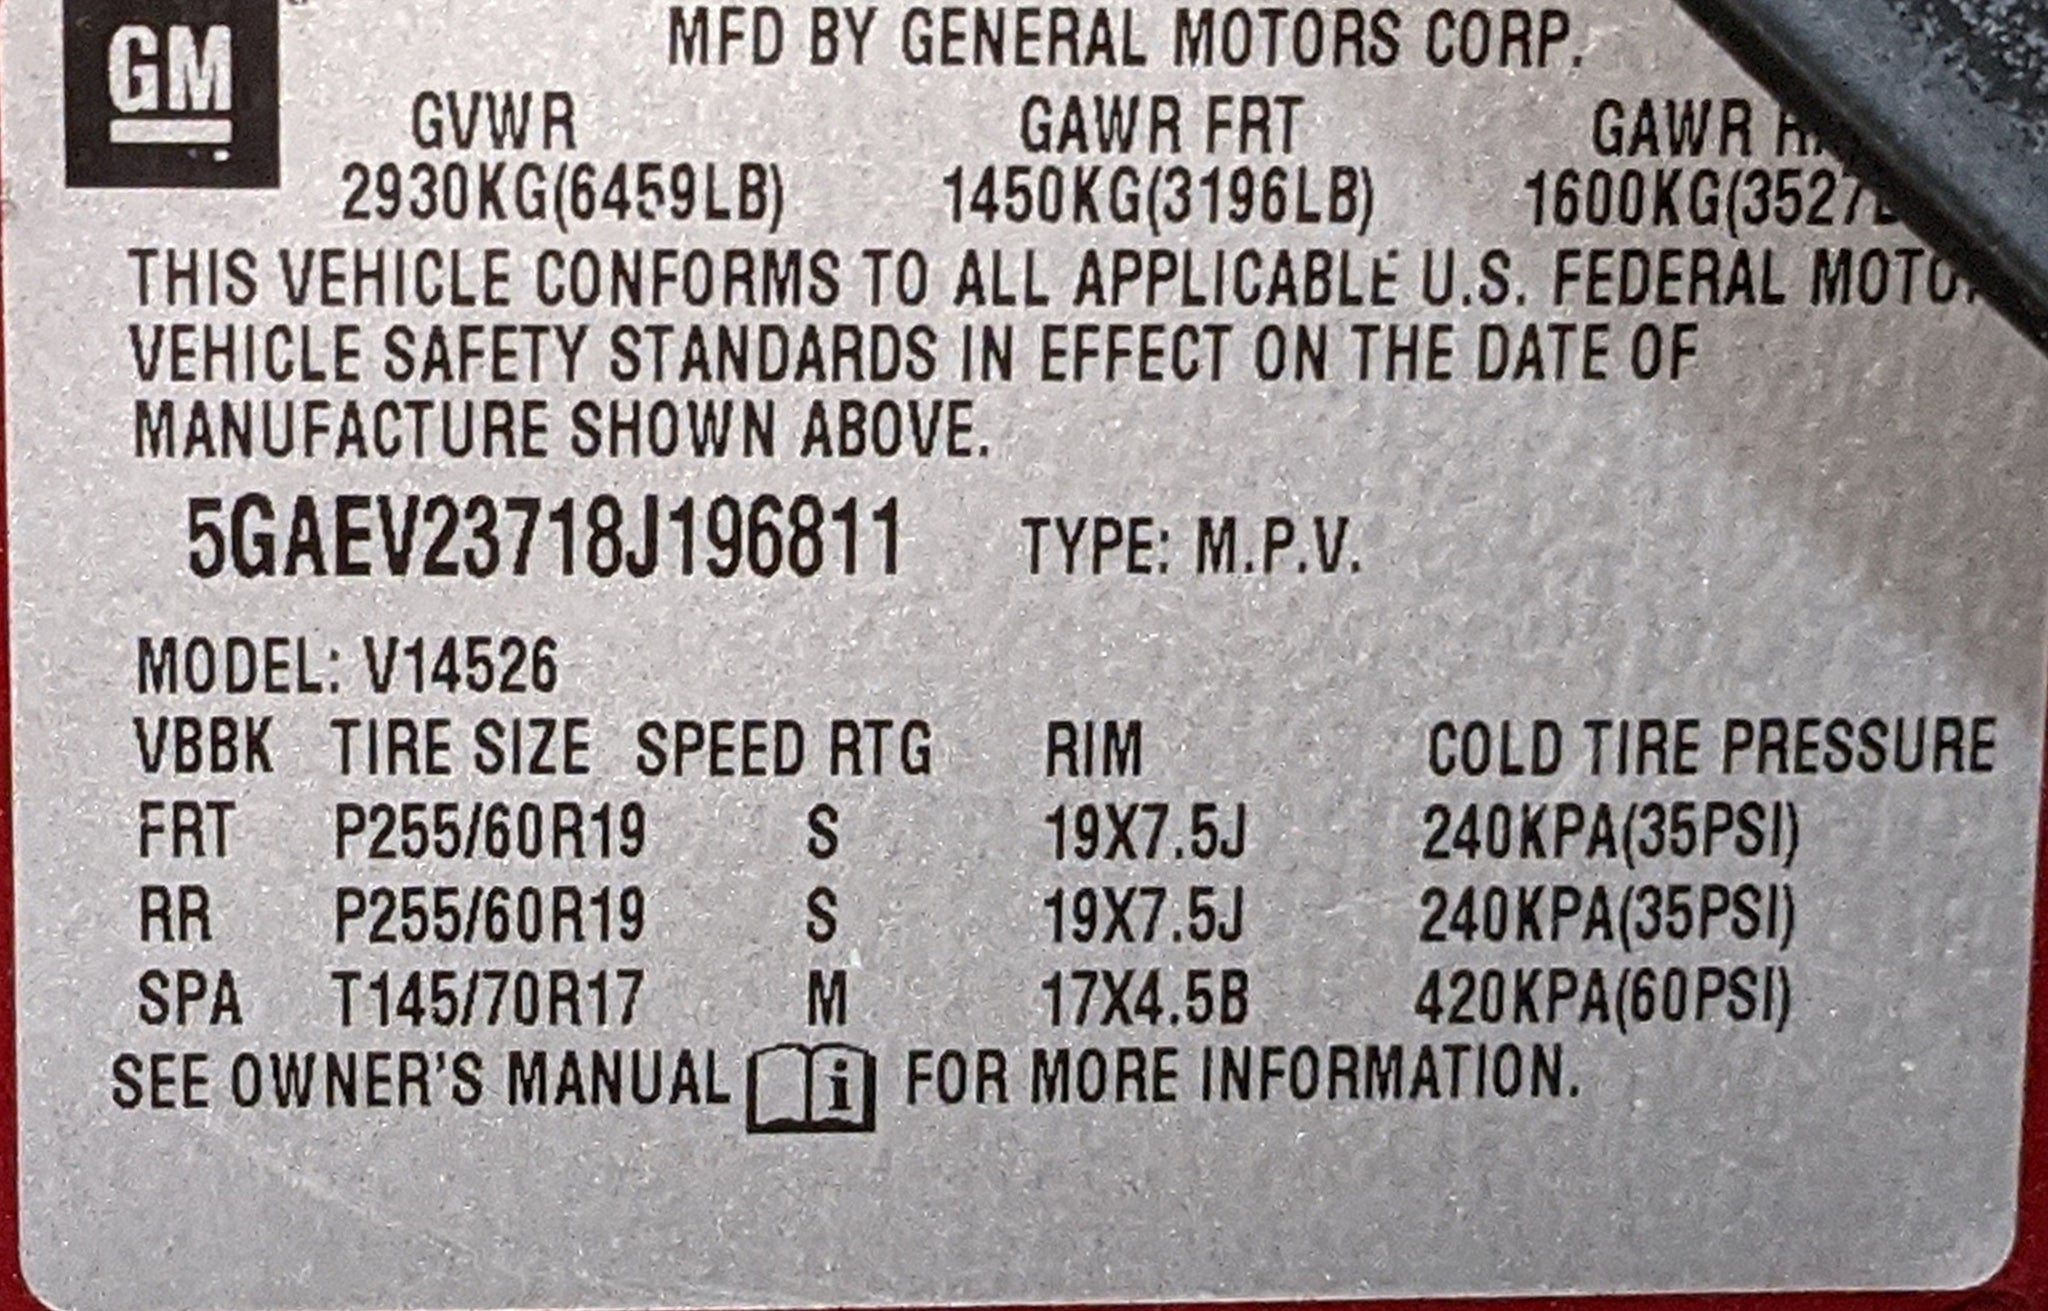 GM
MFD BY GENERAL MOTORS CORP.
GVWR GAWR FRT GAWR
2930KG(6459LB) 1450KG(3196LB) 1600KG(3527
THIS VEHICLE CONFORMS TO ALL APPLICABLE U.S. FEDERAL MOTO
VEHICLE SAFETY STANDARDS IN EFFECT ON THE DATE OF
MANUFACTURE SHOWN ABOVE.
5GAEV23718J196811 TYPE: M.P.V.
MODEL: V14526
VBBK TIRE SIZE SPEED RTG RIM COLD TIRE PRESSURE
FRT P255/60R19 S 19X7.5J 240KPA(35PSI)
RR P255/60R19 S 19X7.5J 240KPA(35PSI)
SPA T145/70R17 M 17X4.5B 420KPA(60PSI)
SEE OWNER'S MANUAL i FOR MORE INFORMATION.